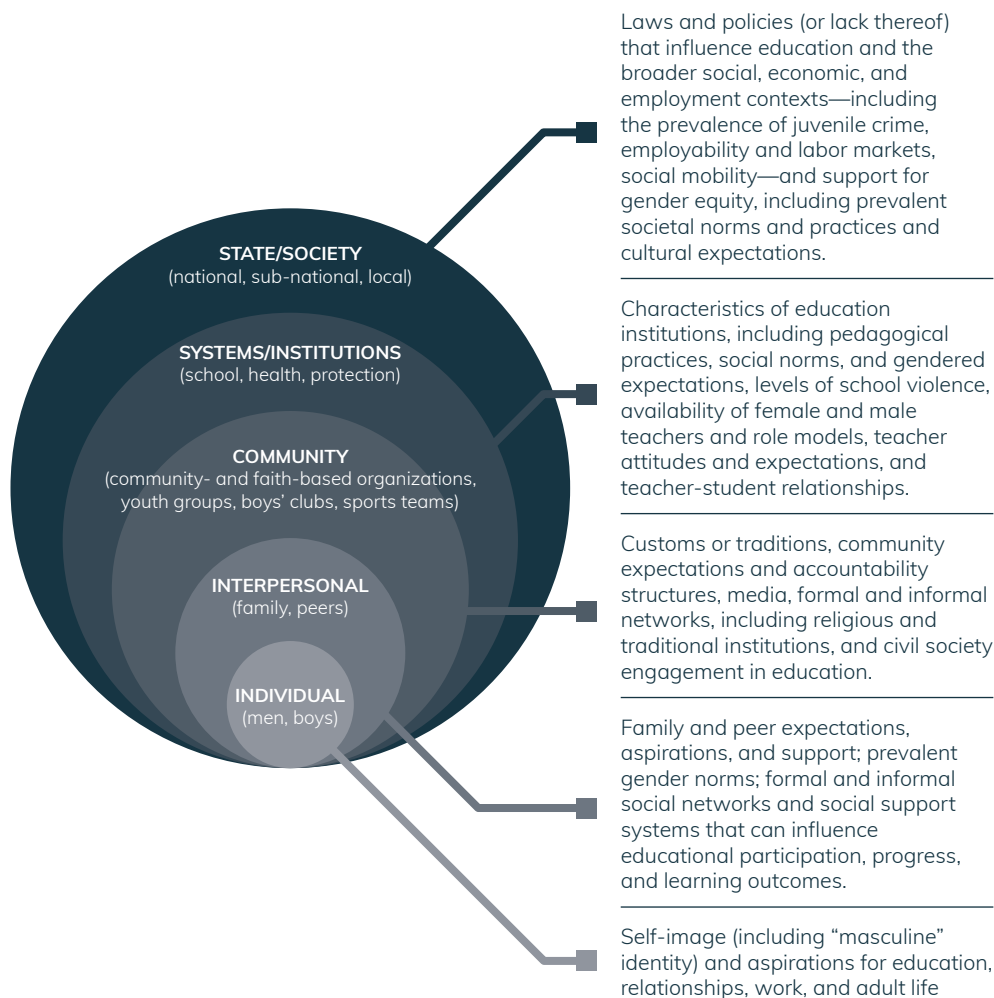 Laws and policies (or lack thereof)
that influence education and the
broader social, economic, and
employment contexts—including
the prevalence of juvenile crime,
employability and labor markets,
social mobility—and support for
gender equity, including prevalent
societal norms and practices and
cultural expectations.
STATE/SOCIETY
(national, sub-national, local)
Characteristics of education
institutions, including pedagogical
practices, social norms, and gendered
expectations, levels of school violence,
availability of female and male
teachers and role models, teacher
attitudes and expectations, and
teacher-student relationships.
SYSTEMS/INSTITUTIONS
(school, health, protection)
COMMUNITY
(community- and faith-based organizations,
youth groups, boys’ clubs, sports teams)
Customs or traditions, community
expectations and accountability
structures, media, formal and informal
networks, including religious and
traditional institutions, and civil society
engagement in education.
INTERPERSONAL
(family, peers)
Family and peer expectations,
aspirations, and support; prevalent
gender norms; formal and informal
social networks and social support
systems that can influence
educational participation, progress,
and learning outcomes.
INDIVIDUAL
(men, boys)
Self-image (including “masculine”
identity) and aspirations for education,
relationships, work, and adult life